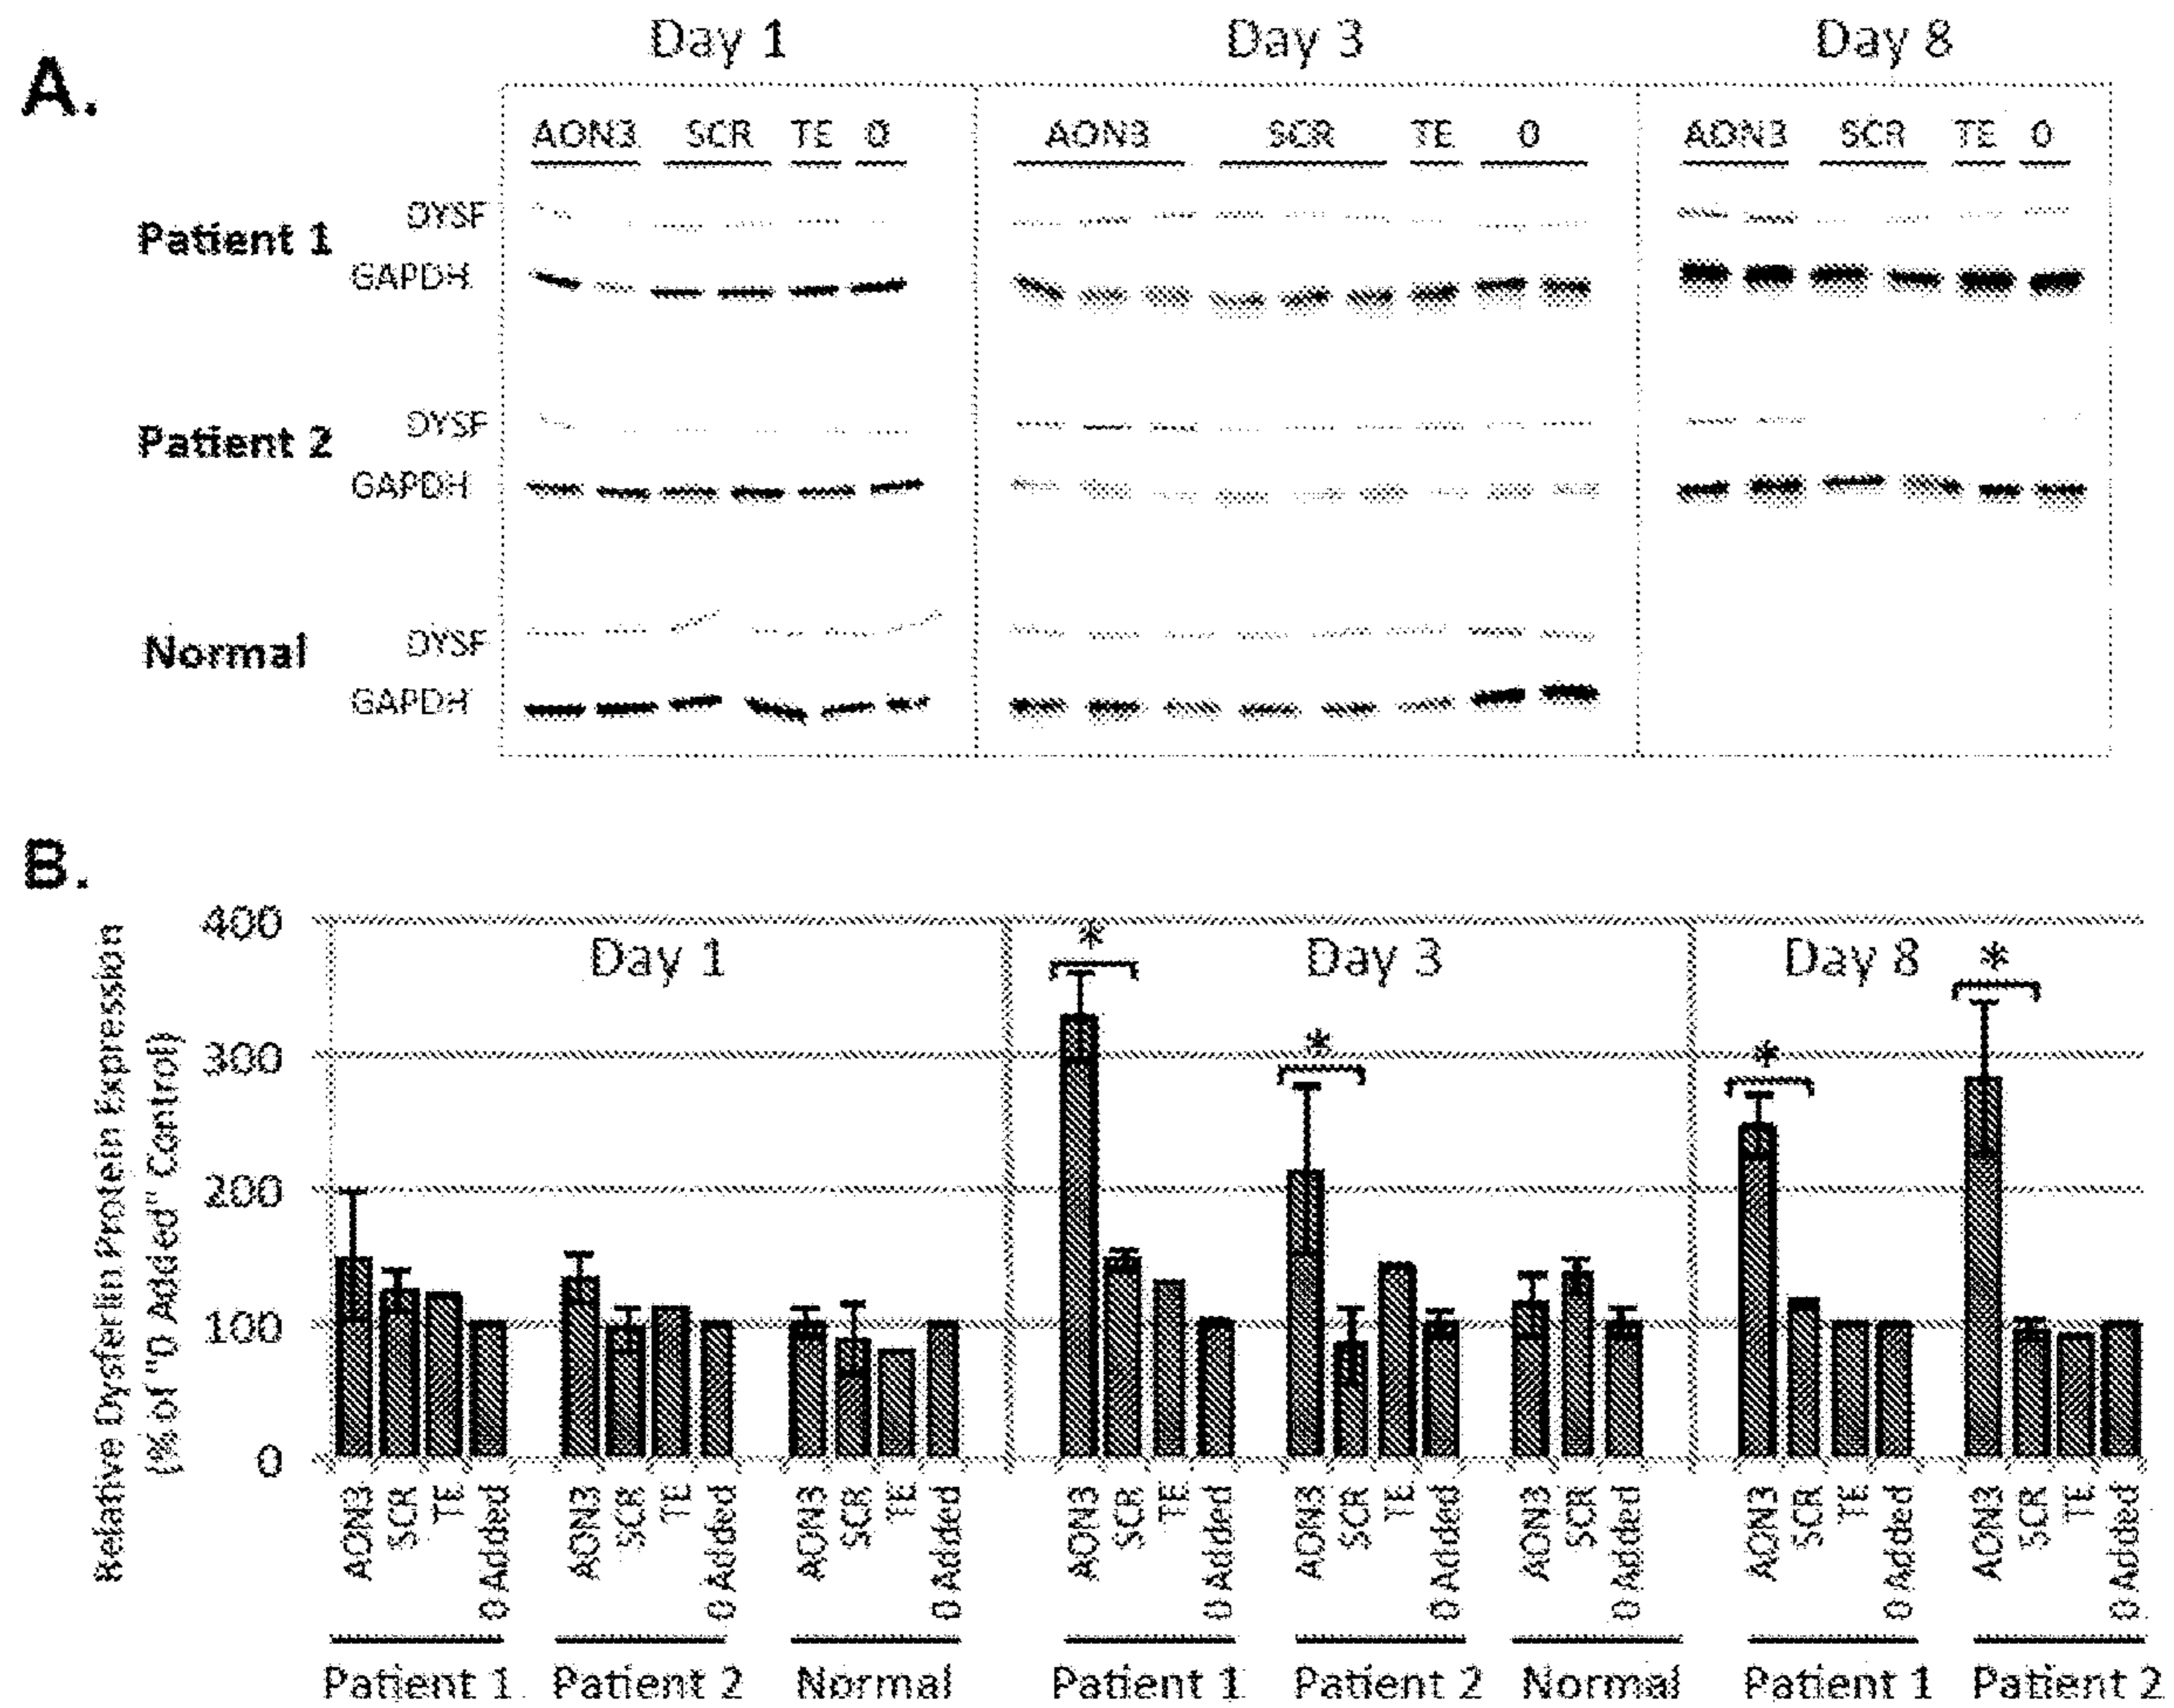 A.
Day 1 Day 3 Day 8
AON3 SCR TE 0 AON3 SCR TE 0 AON3 SCR TE 0
Patient 1
DYSF
GAPDH
Patient 2
DYSF
GAPDH
Normal
DYSF
GAPDH
B.
Relative Dysferlin Protein Expression
(% of "0 Added" Control)
400
300
200
100
0
Day 1 Day 3 Day 8
* * * *
AON3 SCR TE 0 Added AON3 SCR TE 0 Added AON3 SCR TE 0 Added AON3 SCR TE 0 Added AON3 SCR TE 0 Added AON3 SCR 0 Added AON3 SCR TE 0 Added AON3 SCR TE 0 Added
Patient 1 Patient 2 Normal Patient 1 Patient 2 Normal Patient 1 Patient 2